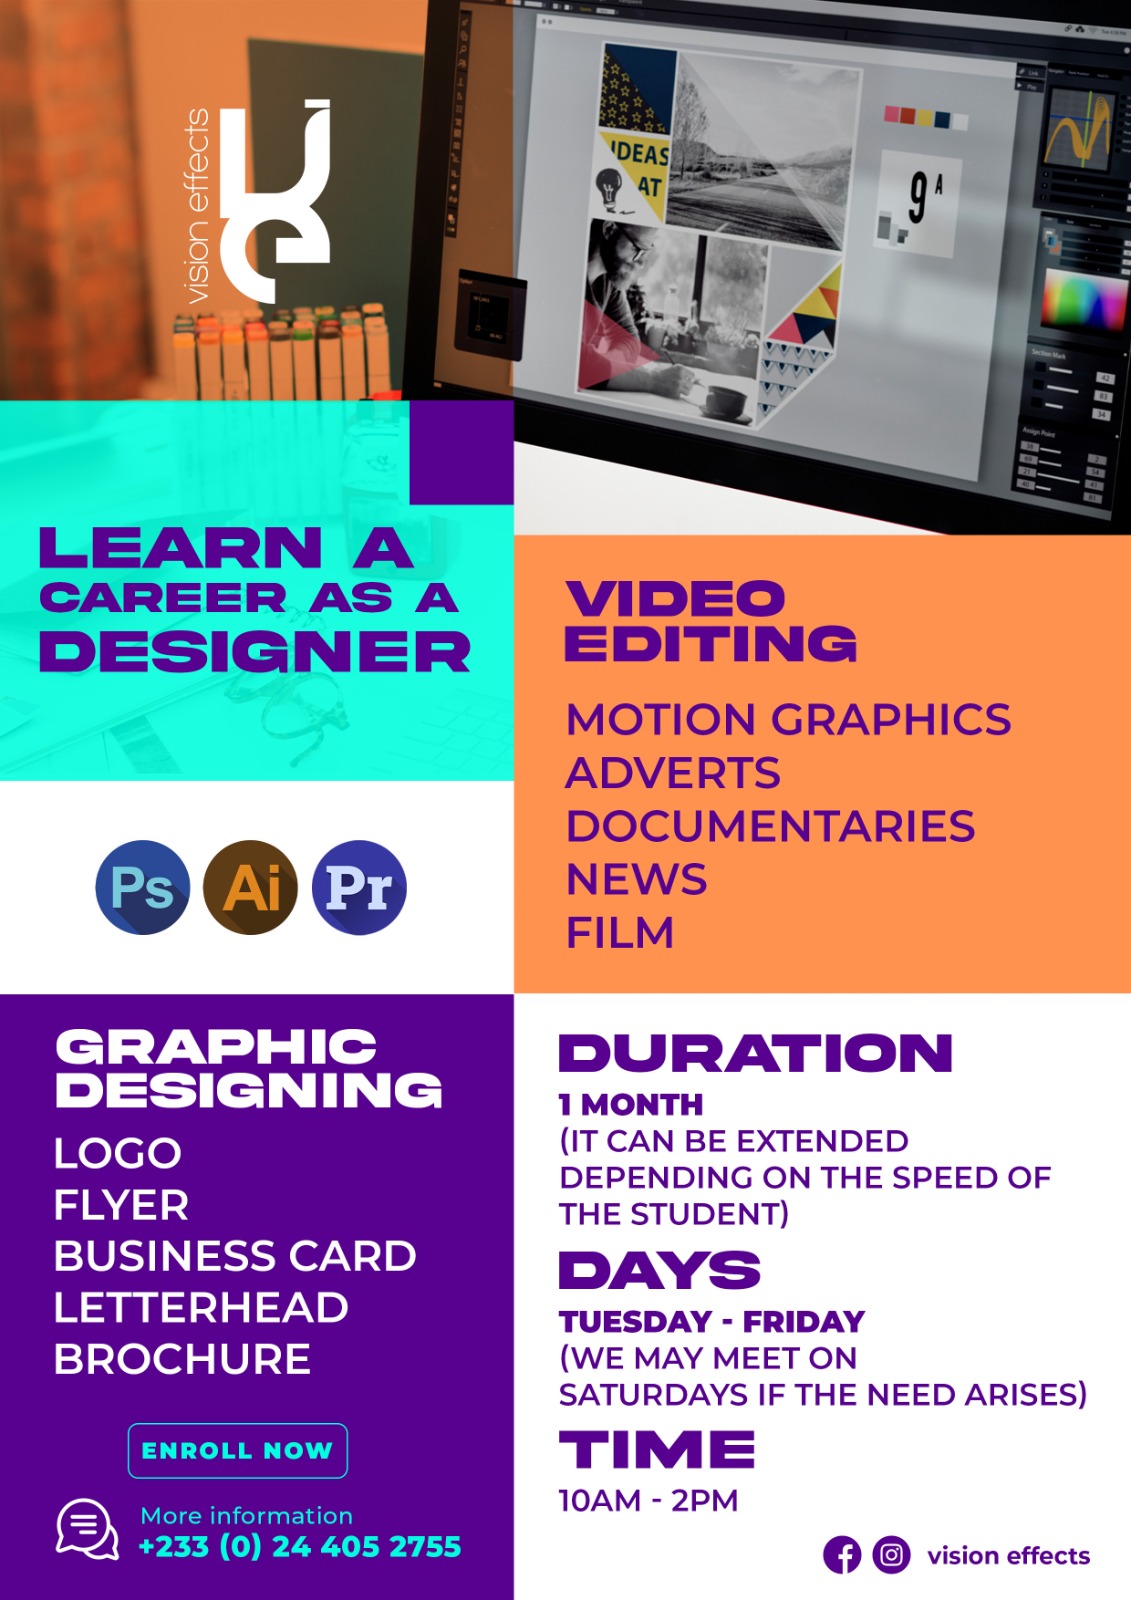 vision effects
IDEAS
AT
9 A
LEARN A
CAREER AS A
DESIGNER
Ps Ai Pr
VIDEO
EDITING
MOTION GRAPHICS
ADVERTS
DOCUMENTARIES
NEWS
FILM
GRAPHIC
DESIGNING
LOGO
FLYER
BUSINESS CARD
LETTERHEAD
BROCHURE
ENROLL NOW
More information
+233 (0) 24 405 2755
DURATION
1 MONTH
(IT CAN BE EXTENDED
DEPENDING ON THE SPEED OF
THE STUDENT)
DAYS
TUESDAY - FRIDAY
(WE MAY MEET ON
SATURDAYS IF THE NEED ARISES)
TIME
10AM - 2PM
vision effects